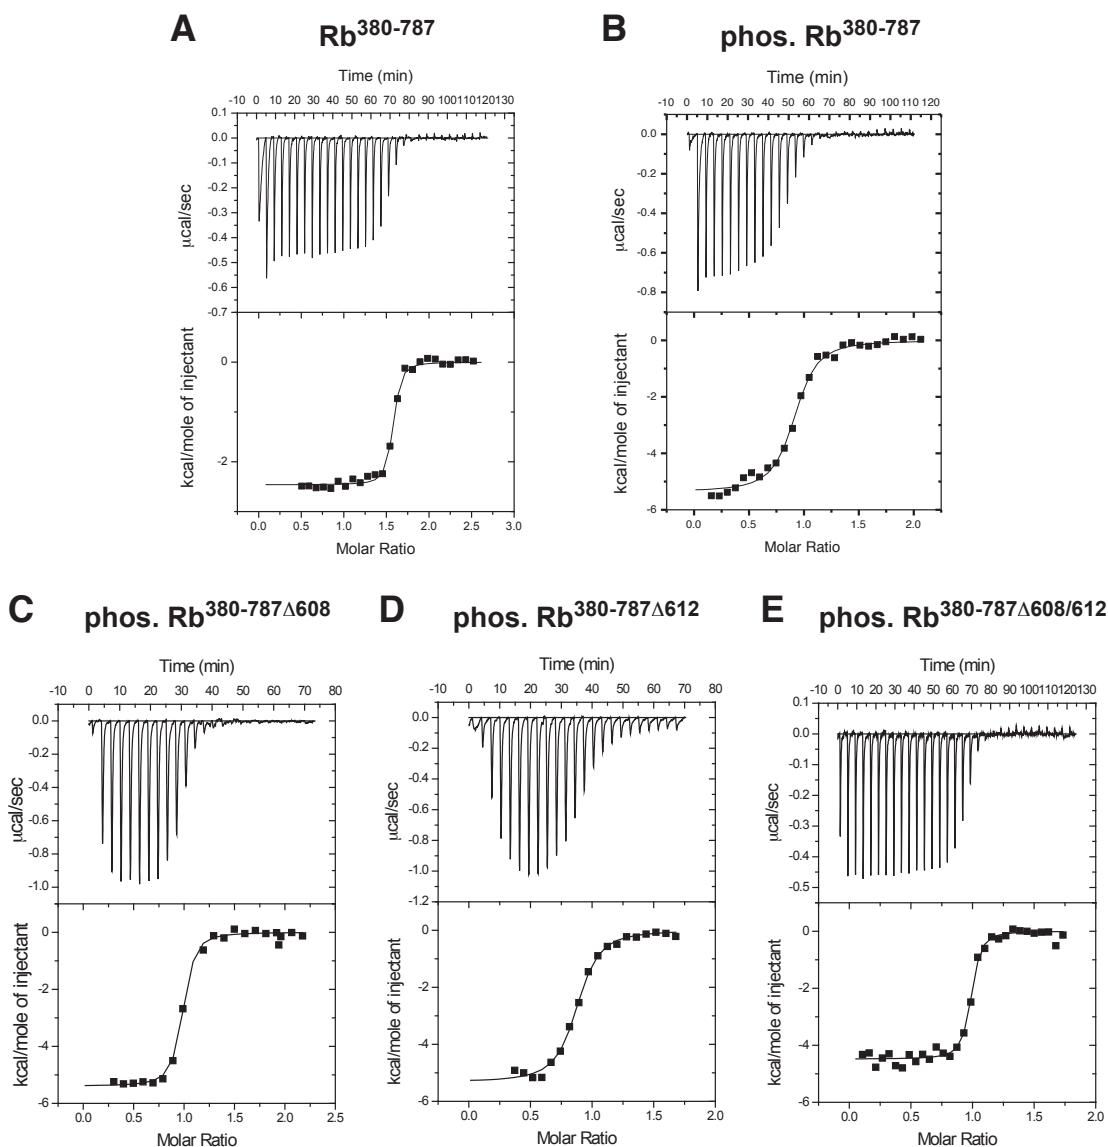 A Rb380-787
Time (min)
-10 0 10 20 30 40 50 60 70 80 90 100110120130
0.1
0.0
-0.1
-0.2
-0.3
-0.4
-0.5
-0.6
-0.7
µcal/sec
0
-2
kcal/mole of injectant
0.0 0.5 1.0 1.5 2.0 2.5 3.0
Molar Ratio
B phos. Rb380-787
Time (min)
-10 0 10 20 30 40 50 60 70 80 90 100 110 120
0.0
-0.2
-0.4
-0.6
-0.8
µcal/sec
0
-2
-4
-6
kcal/mole of injectant
0.0 0.5 1.0 1.5 2.0
Molar Ratio
C phos. Rb380-787Δ608
Time (min)
-10 0 10 20 30 40 50 60 70 80
0.0
-0.2
-0.4
-0.6
-0.8
-1.0
µcal/sec
0
-2
-4
-6
kcal/mole of injectant
0.0 0.5 1.0 1.5 2.0 2.5
Molar Ratio
D phos. Rb380-787Δ612
Time (min)
-10 0 10 20 30 40 50 60 70 80
0.0
-0.2
-0.4
-0.6
-0.8
-1.0
-1.2
µcal/sec
0
-2
-4
-6
kcal/mole of injectant
0.0 0.5 1.0 1.5 2.0
Molar Ratio
E phos. Rb380-787Δ608/612
Time (min)
-10 0 10 20 30 40 50 60 70 80 90 100110120130
0.1
0.0
-0.1
-0.2
-0.3
-0.4
-0.5
µcal/sec
0
-2
-4
-6
kcal/mole of injectant
0.0 0.5 1.0 1.5 2.0
Molar Ratio